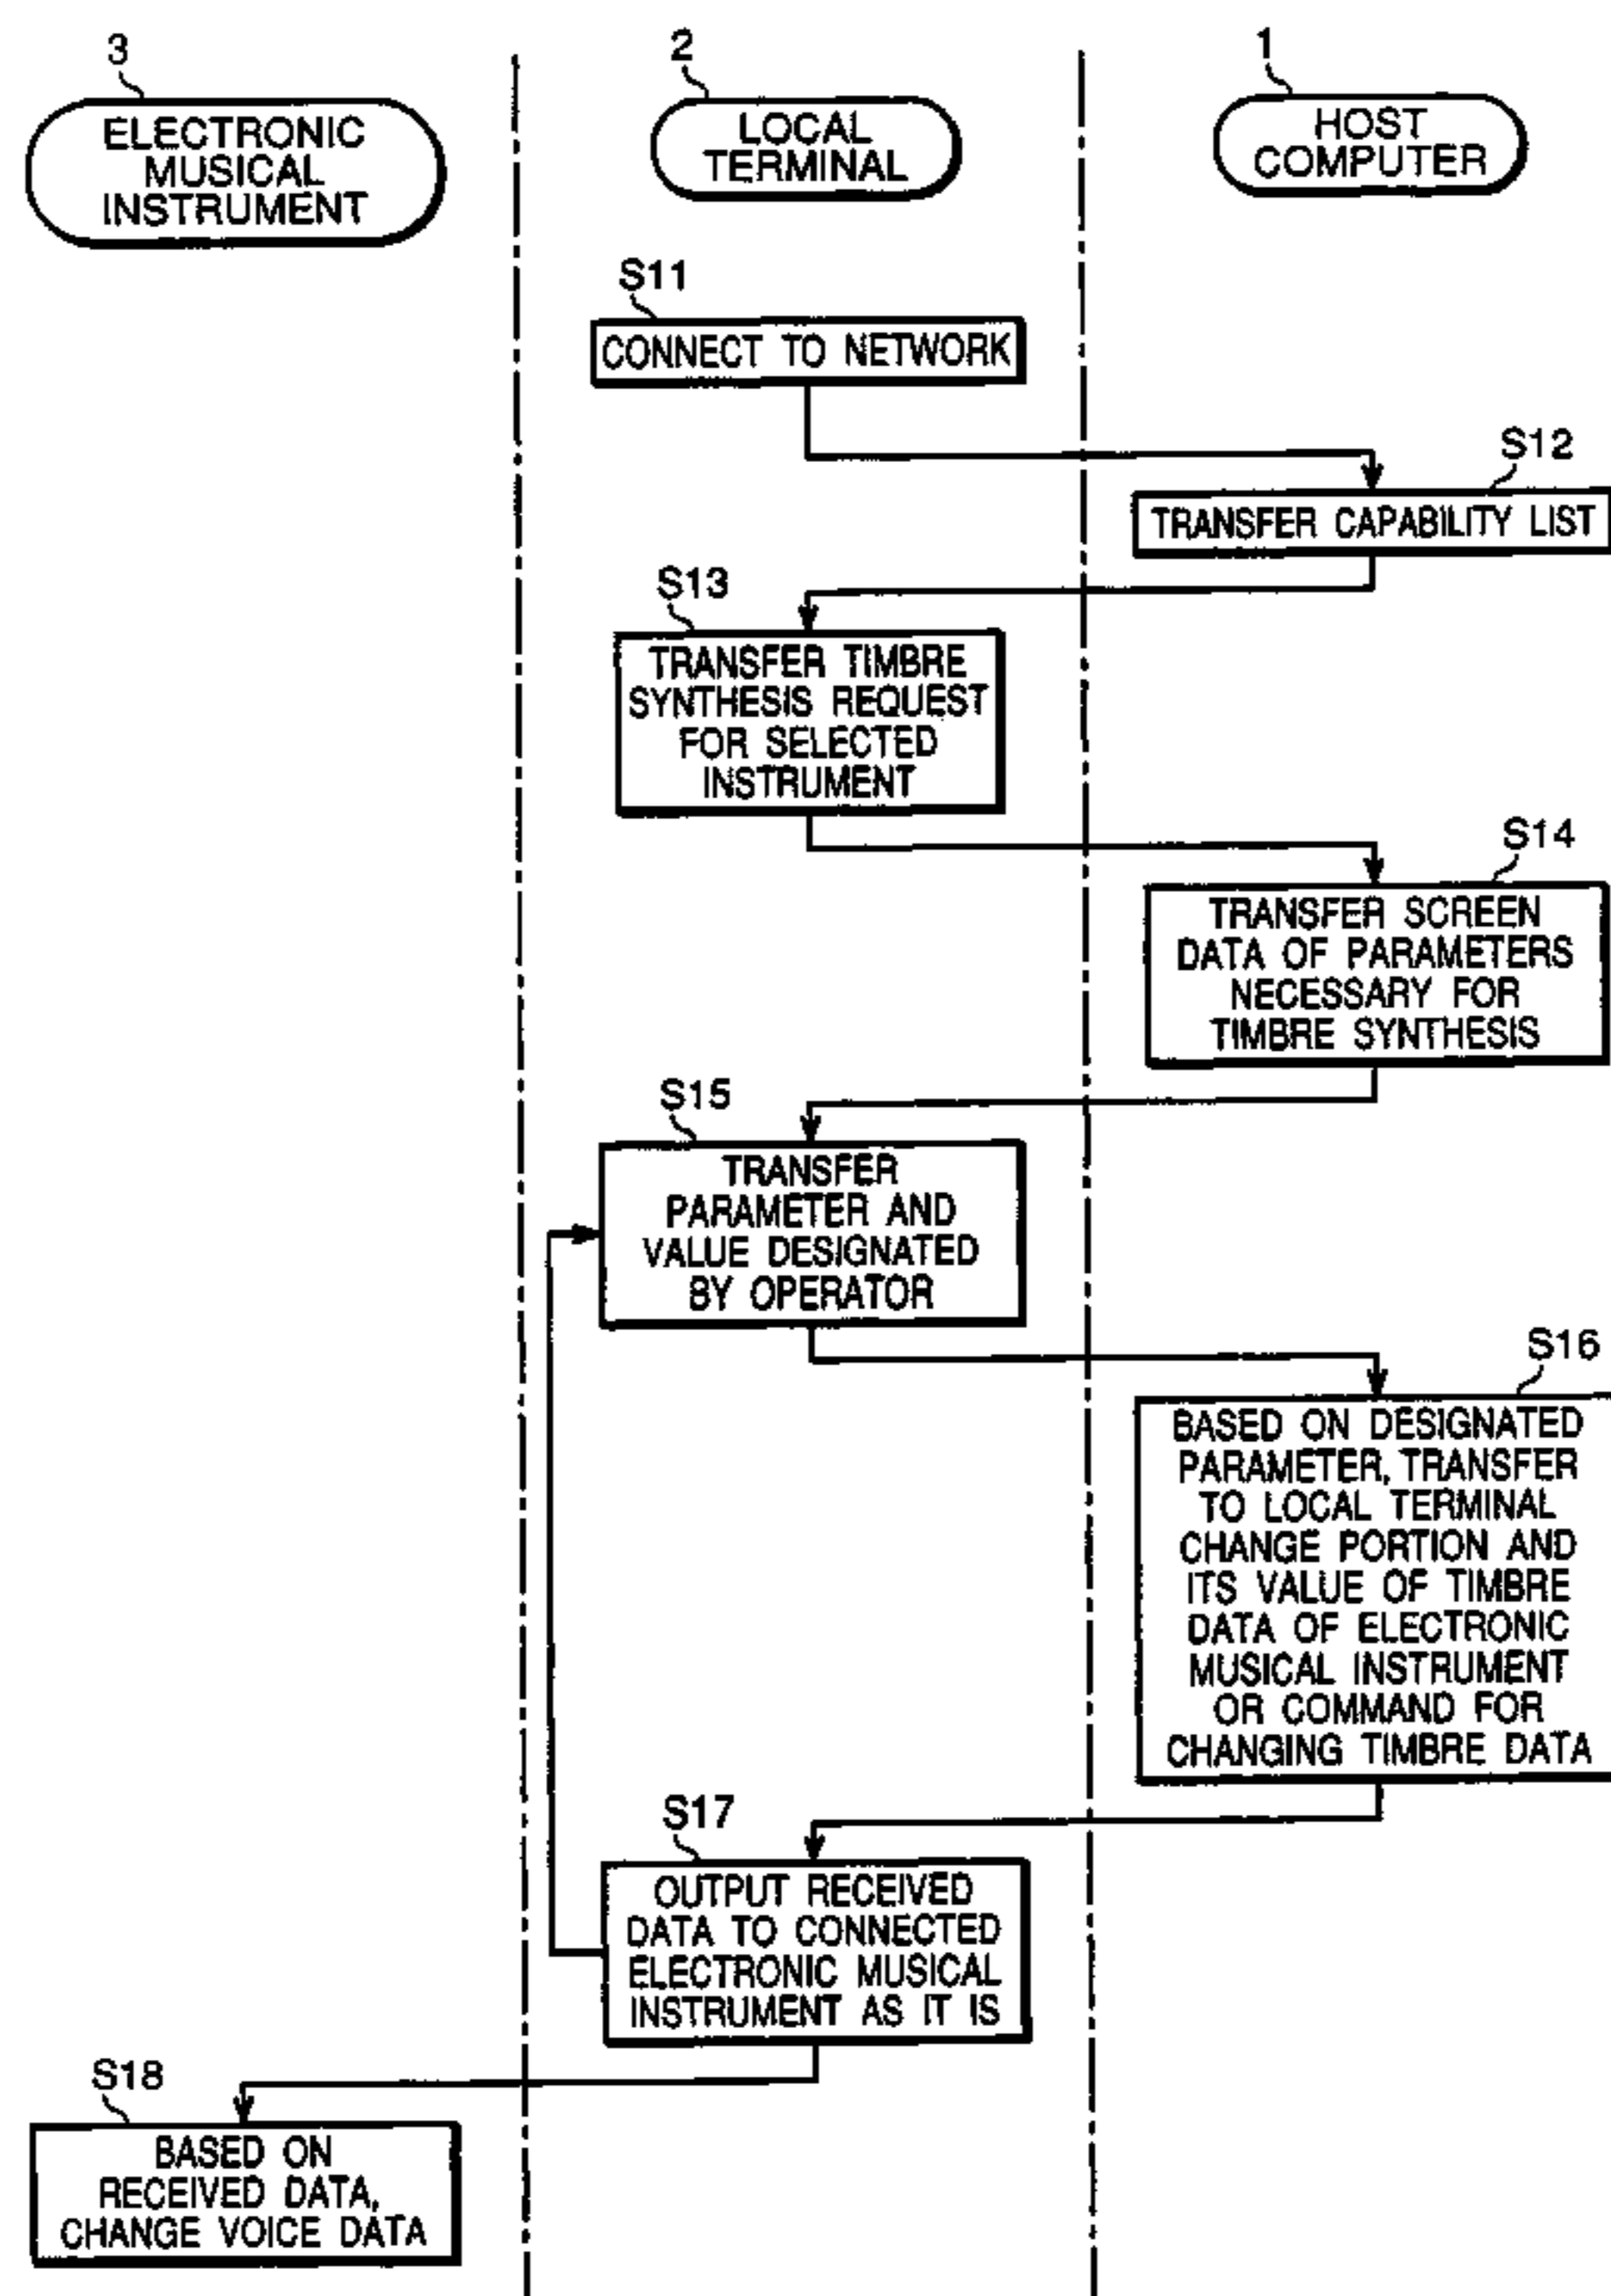 3
ELECTRONIC
MUSICAL
INSTRUMENT
2
LOCAL
TERMINAL
1
HOST
COMPUTER
S11
CONNECT TO NETWORK
S12
TRANSFER CAPABILITY LIST
S13
TRANSFER TIMBRE
SYNTHESIS REQUEST
FOR SELECTED
INSTRUMENT
S14
TRANSFER SCREEN
DATA OF PARAMETERS
NECESSARY FOR
TIMBRE SYNTHESIS
S15
TRANSFER
PARAMETER AND
VALUE DESIGNATED
BY OPERATOR
S16
BASED ON DESIGNATED
PARAMETER, TRANSFER
TO LOCAL TERMINAL
CHANGE PORTION AND
ITS VALUE OF TIMBRE
DATA OF ELECTRONIC
MUSICAL INSTRUMENT
OR COMMAND FOR
CHANGING TIMBRE DATA
S17
OUTPUT RECEIVED
DATA TO CONNECTED
ELECTRONIC MUSICAL
INSTRUMENT AS IT IS
S18
BASED ON
RECEIVED DATA,
CHANGE VOICE DATA